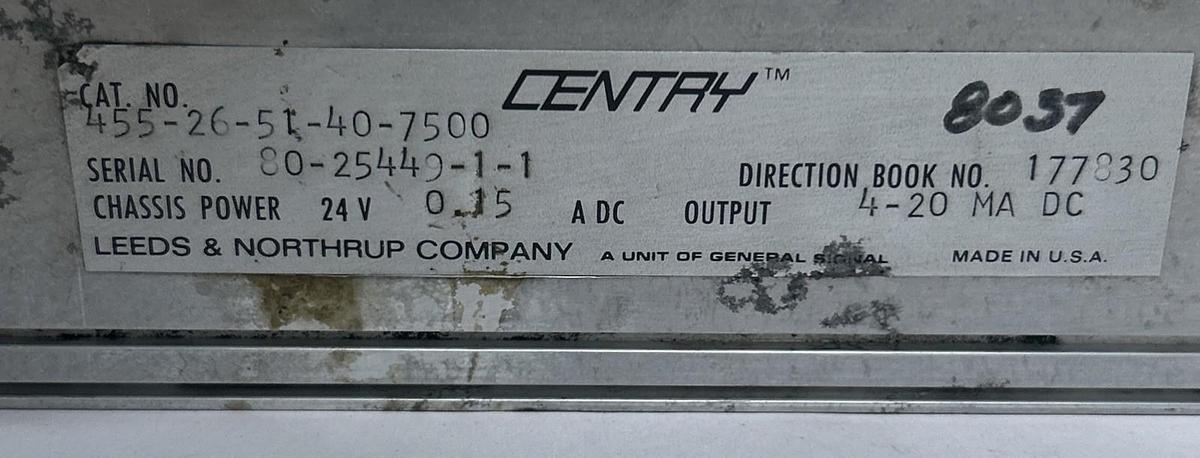 CENTRY™
CAT. NO.
455-26-51-40-7500
8037
SERIAL NO. 80-25449-1-1
DIRECTION BOOK NO. 177830
CHASSIS POWER 24 V 0.15 A DC OUTPUT 4-20 MA DC
LEEDS & NORTHRUP COMPANY A UNIT OF GENERAL SIGNAL MADE IN U.S.A.